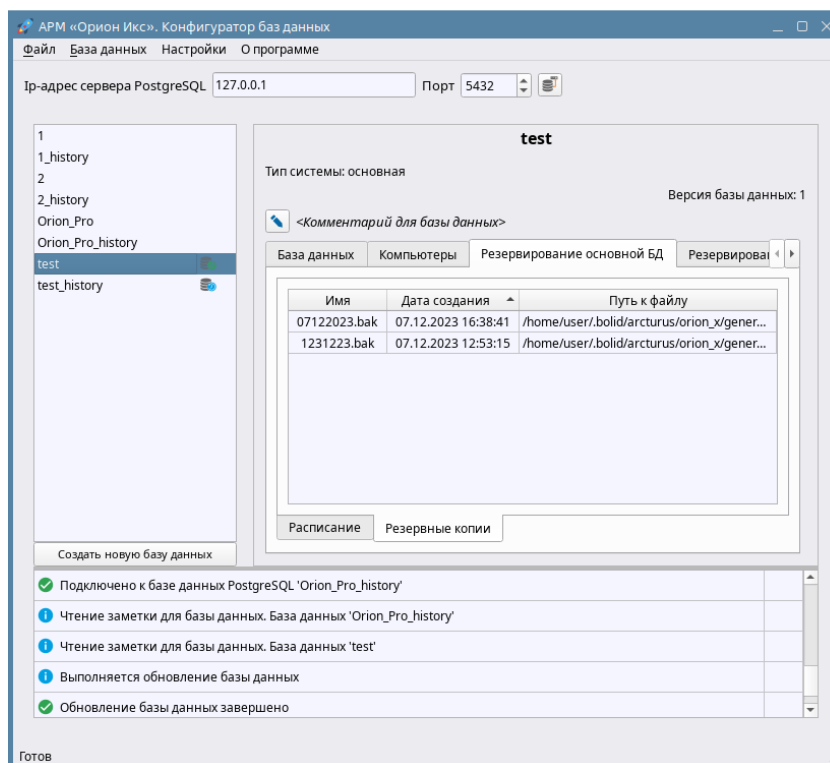 АРМ «Орион Икс». Конфигуратор баз данных
Файл База данных Настройки О программе
Ip-адрес сервера PostgreSQL 127.0.0.1 Порт 5432
1
1_history
2
2_history
Orion_Pro
Orion_Pro_history
test
test_history
Создать новую базу данных
test
Тип системы: основная
Версия базы данных: 1
<Комментарий для базы данных>
База данных Компьютеры Резервирование основной БД Резервирова
Имя Дата создания Путь к файлу
07122023.bak 07.12.2023 16:38:41 /home/user/.bolid/arcturus/orion_x/gener...
1231223.bak 07.12.2023 12:53:15 /home/user/.bolid/arcturus/orion_x/gener...
Расписание Резервные копии
Подключено к базе данных PostgreSQL 'Orion_Pro_history'
Чтение заметки для базы данных. База данных 'Orion_Pro_history'
Чтение заметки для базы данных. База данных 'test'
Выполняется обновление базы данных
Обновление базы данных завершено
Готов